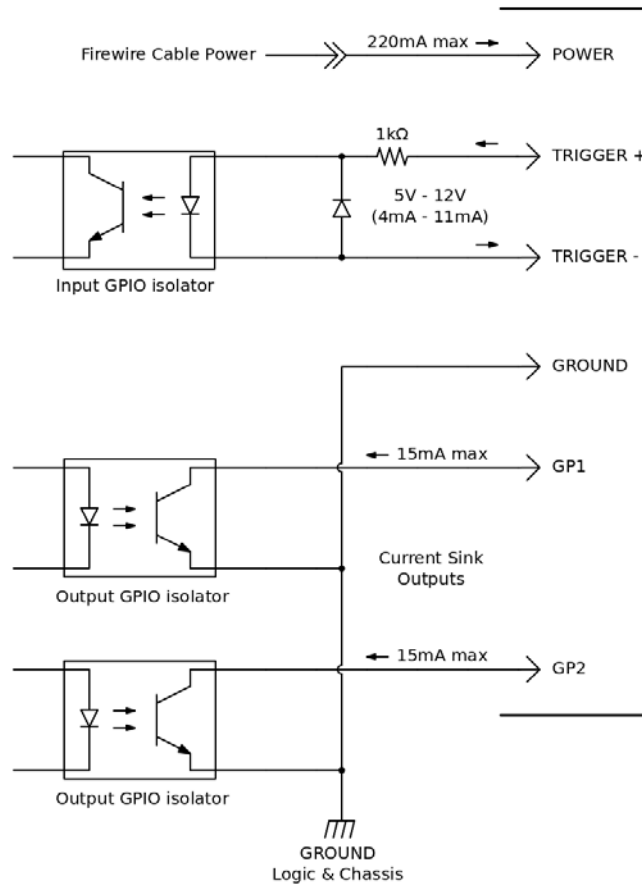 Firewire Cable Power
220mA max
POWER
1kΩ
TRIGGER +
5V - 12V
(4mA - 11mA)
TRIGGER -
Input GPIO isolator
GROUND
15mA max
GP1
Current Sink
Outputs
Output GPIO isolator
15mA max
GP2
Output GPIO isolator
GROUND
Logic & Chassis